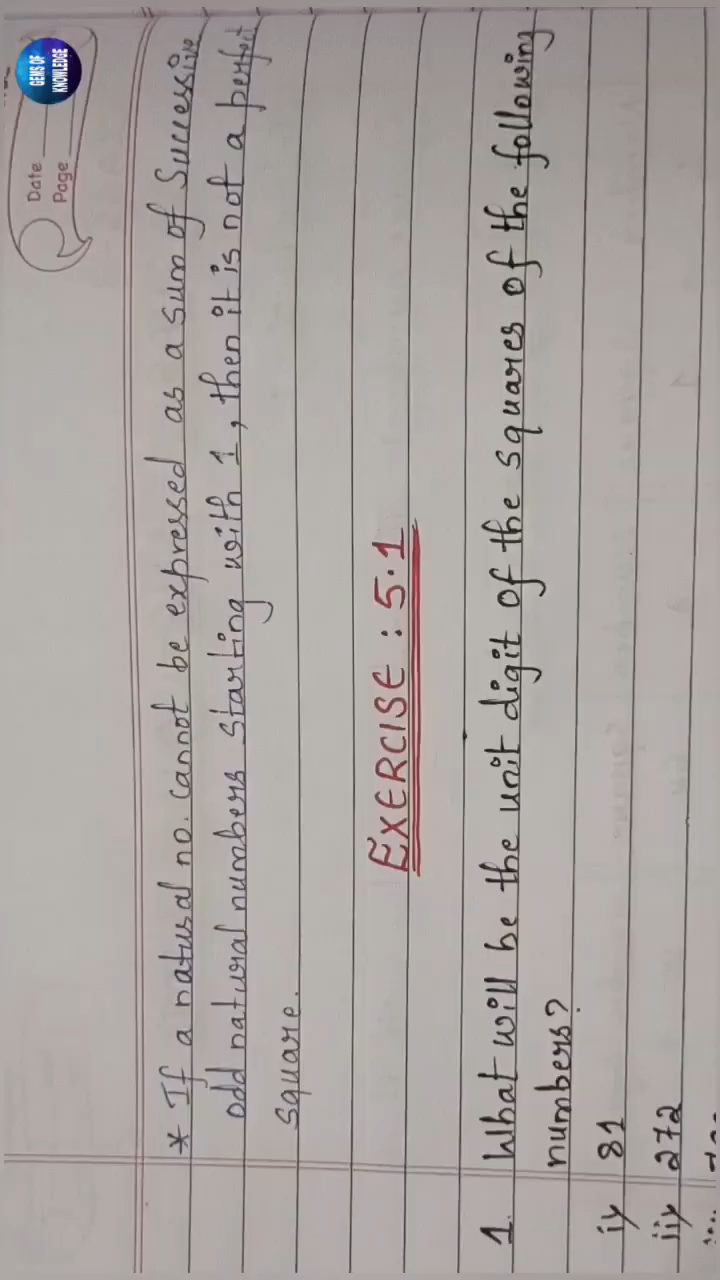 GEMS OF
KNOWLEDGE
Date
Page
* If a natural no. cannot be expressed as a sum of successive
odd natural numbers starting with 1, then it is not a perfect
square.
EXERCISE : 5.1
1. What will be the unit digit of the squares of the following
numbers?
i) 81
ii) 272